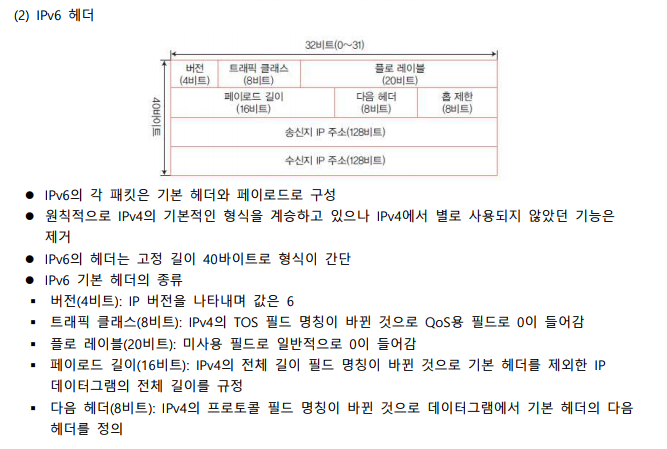 (2) IPv6 헤더
32비트(0~31)
버전
(4비트)
트래픽 클래스
(8비트)
플로 레이블
(20비트)
40바이트
페이로드 길이
(16비트)
다음 헤더
(8비트)
홉 제한
(8비트)
송신지 IP 주소(128비트)
수신지 IP 주소(128비트)
● IPv6의 각 패킷은 기본 헤더와 페이로드로 구성
● 원칙적으로 IPv4의 기본적인 형식을 계승하고 있으나 IPv4에서 별로 사용되지 않았던 기능은
제거
● IPv6의 헤더는 고정 길이 40바이트로 형식이 간단
● IPv6 기본 헤더의 종류
▪ 버전(4비트): IP 버전을 나타내며 값은 6
▪ 트래픽 클래스(8비트): IPv4의 TOS 필드 명칭이 바뀐 것으로 QoS용 필드로 0이 들어감
▪ 플로 레이블(20비트): 미사용 필드로 일반적으로 0이 들어감
▪ 페이로드 길이(16비트): IPv4의 전체 길이 필드 명칭이 바뀐 것으로 기본 헤더를 제외한 IP
데이터그램의 전체 길이를 규정
▪ 다음 헤더(8비트): IPv4의 프로토콜 필드 명칭이 바뀐 것으로 데이터그램에서 기본 헤더의 다음
헤더를 정의